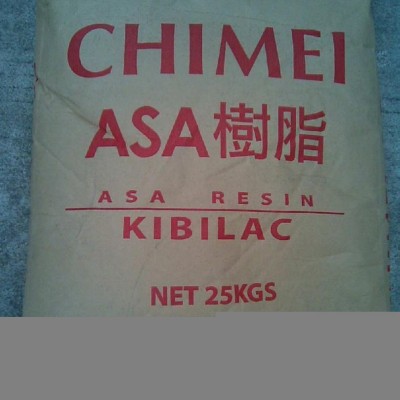 CHIMEI
ASA樹脂
ASA RESIN
KIBILAC
NET 25KGS